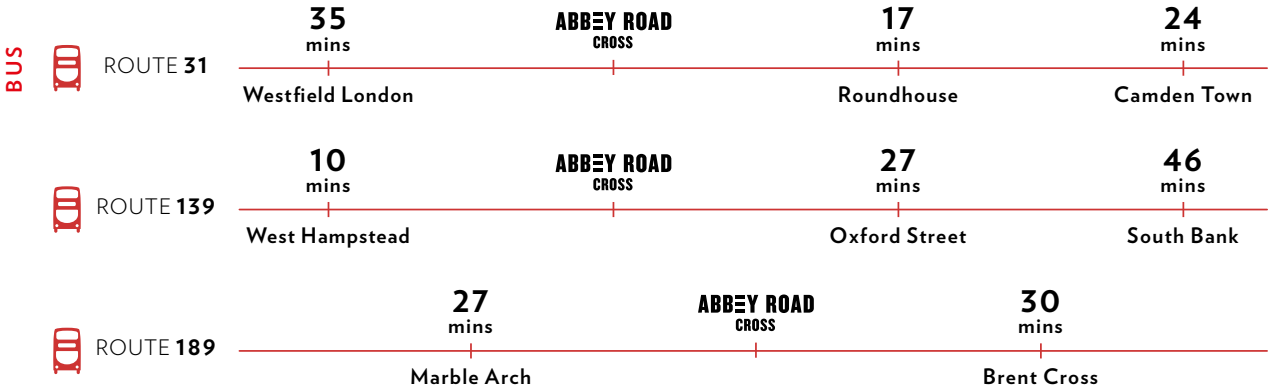 BUS
ROUTE 31
35
mins
Westfield London
ABBEY ROAD
CROSS
17
mins
Roundhouse
24
mins
Camden Town
ROUTE 139
10
mins
West Hampstead
ABBEY ROAD
CROSS
27
mins
Oxford Street
46
mins
South Bank
ROUTE 189
27
mins
Marble Arch
ABBEY ROAD
CROSS
30
mins
Brent Cross